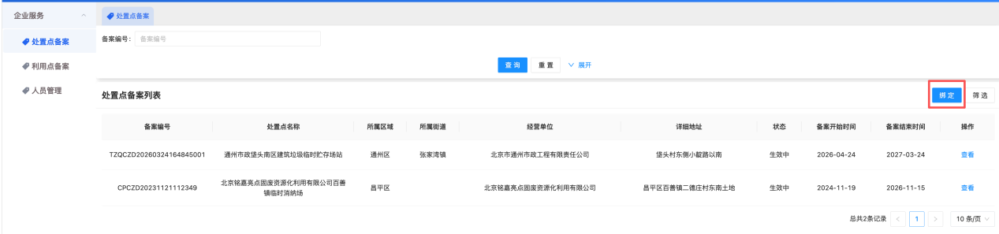 企业服务
处置点备案
处置点备案
备案编号: 备案编号
利用点备案
查 询 重 置 展开
人员管理
处置点备案列表
绑 定 筛 选
备案编号 处置点名称 所属区域 所属街道 经营单位 详细地址 状态 备案开始时间 备案结束时间 操作
TZQCZD20260324164845001 通州市政垡头南区建筑垃圾临时贮存场站 通州区 张家湾镇 北京市通州市政工程有限责任公司 垡头村东侧小靛路以南 生效中 2026-04-24 2027-03-24 查看
CPCZD20231121112349 北京铭嘉亮点固废资源化利用有限公司百善
镇临时消纳场 昌平区 北京铭嘉亮点固废资源化利用有限公司 昌平区百善镇二德庄村东南土地 生效中 2024-11-19 2026-11-15 查看
总共2条记录 < 1 > 10 条/页